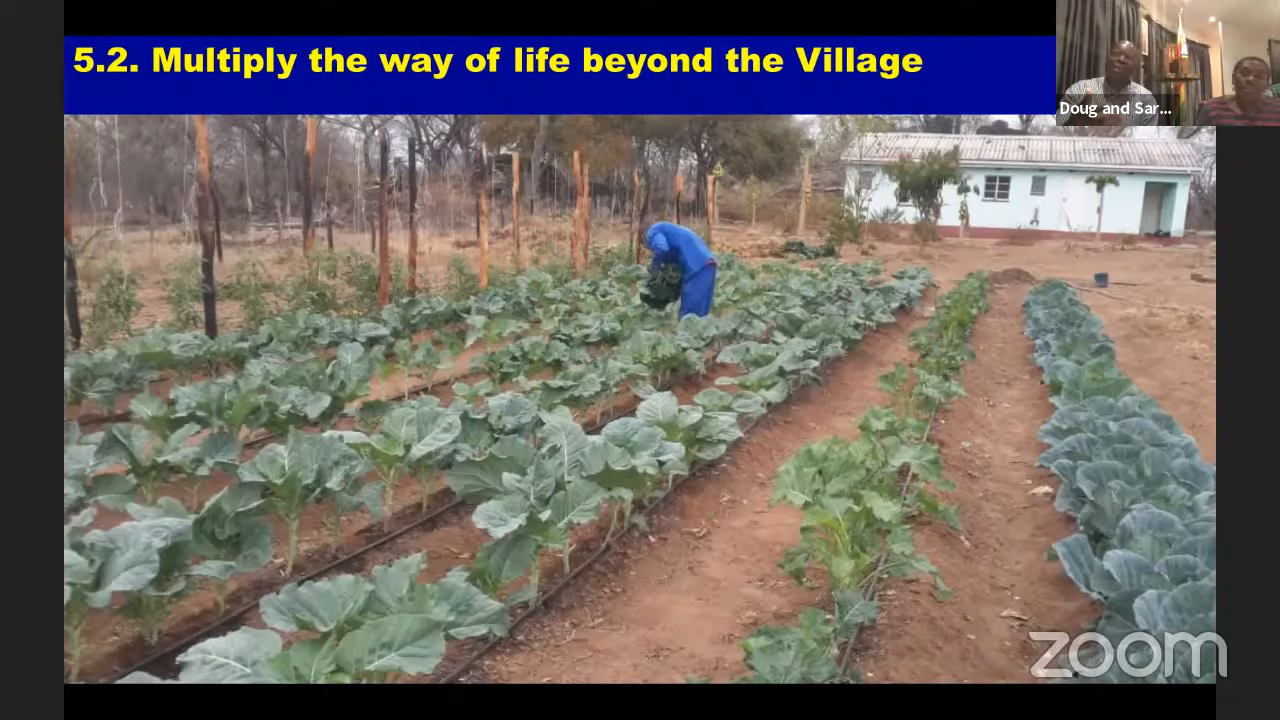 5.2. Multiply the way of life beyond the Village
Doug and Sar...
zoom